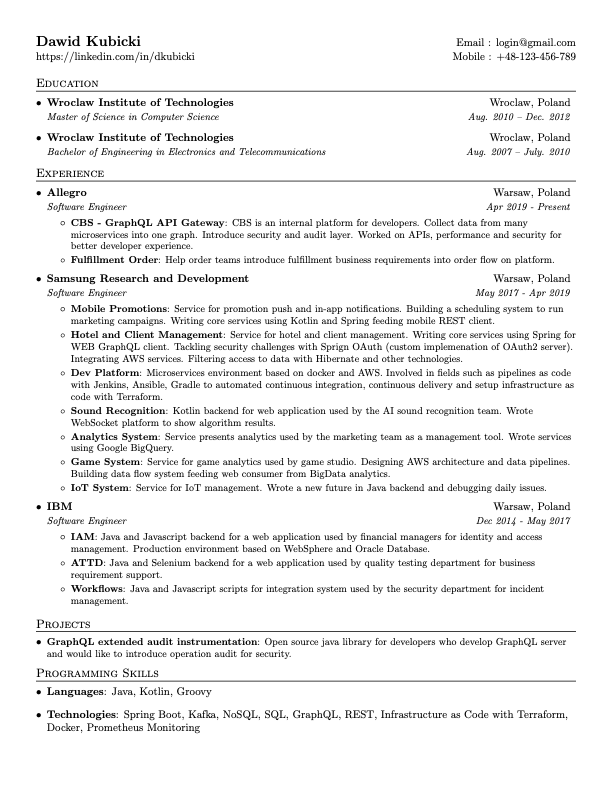 Dawid Kubicki Email : login@gmail.com
https://linkedin.com/in/dkubicki Mobile : +48-123-456-789
Education
• Wroclaw Institute of Technologies Wroclaw, Poland
Master of Science in Computer Science Aug. 2010 – Dec. 2012
• Wroclaw Institute of Technologies Wroclaw, Poland
Bachelor of Engineering in Electronics and Telecommunications Aug. 2007 – July. 2010
Experience
• Allegro Warsaw, Poland
Software Engineer Apr 2019 - Present
◦ CBS - GraphQL API Gateway: CBS is an internal platform for developers. Collect data from many
microservices into one graph. Introduce security and audit layer. Worked on APIs, performance and security for
better developer experience.
◦ Fulfillment Order: Help order teams introduce fulfillment business requirements into order flow on platform.
• Samsung Research and Development Warsaw, Poland
Software Engineer May 2017 - Apr 2019
◦ Mobile Promotions: Service for promotion push and in-app notifications. Building a scheduling system to run
marketing campaigns. Writing core services using Kotlin and Spring feeding mobile REST client.
◦ Hotel and Client Management: Service for hotel and client management. Writing core services using Spring for
WEB GraphQL client. Tackling security challenges with Sprign OAuth (custom implemenation of OAuth2 server).
Integrating AWS services. Filtering access to data with Hibernate and other technologies.
◦ Dev Platform: Microservices environment based on docker and AWS. Involved in fields such as pipelines as code
with Jenkins, Ansible, Gradle to automated continuous integration, continuous delivery and setup infrastructure as
code with Terraform.
◦ Sound Recognition: Kotlin backend for web application used by the AI sound recognition team. Wrote
WebSocket platform to show algorithm results.
◦ Analytics System: Service presents analytics used by the marketing team as a management tool. Wrote services
using Google BigQuery.
◦ Game System: Service for game analytics used by game studio. Designing AWS architecture and data pipelines.
Building data flow system feeding web consumer from BigData analytics.
◦ IoT System: Service for IoT management. Wrote a new future in Java backend and debugging daily issues.
• IBM Warsaw, Poland
Software Engineer Dec 2014 - May 2017
◦ IAM: Java and Javascript backend for a web application used by financial managers for identity and access
management. Production environment based on WebSphere and Oracle Database.
◦ ATTD: Java and Selenium backend for a web application used by quality testing department for business
requirement support.
◦ Workflows: Java and Javascript scripts for integration system used by the security department for incident
management.
Projects
• GraphQL extended audit instrumentation: Open source java library for developers who develop GraphQL server
and would like to introduce operation audit for security.
Programming Skills
• Languages: Java, Kotlin, Groovy
• Technologies: Spring Boot, Kafka, NoSQL, SQL, GraphQL, REST, Infrastructure as Code with Terraform,
Docker, Prometheus Monitoring